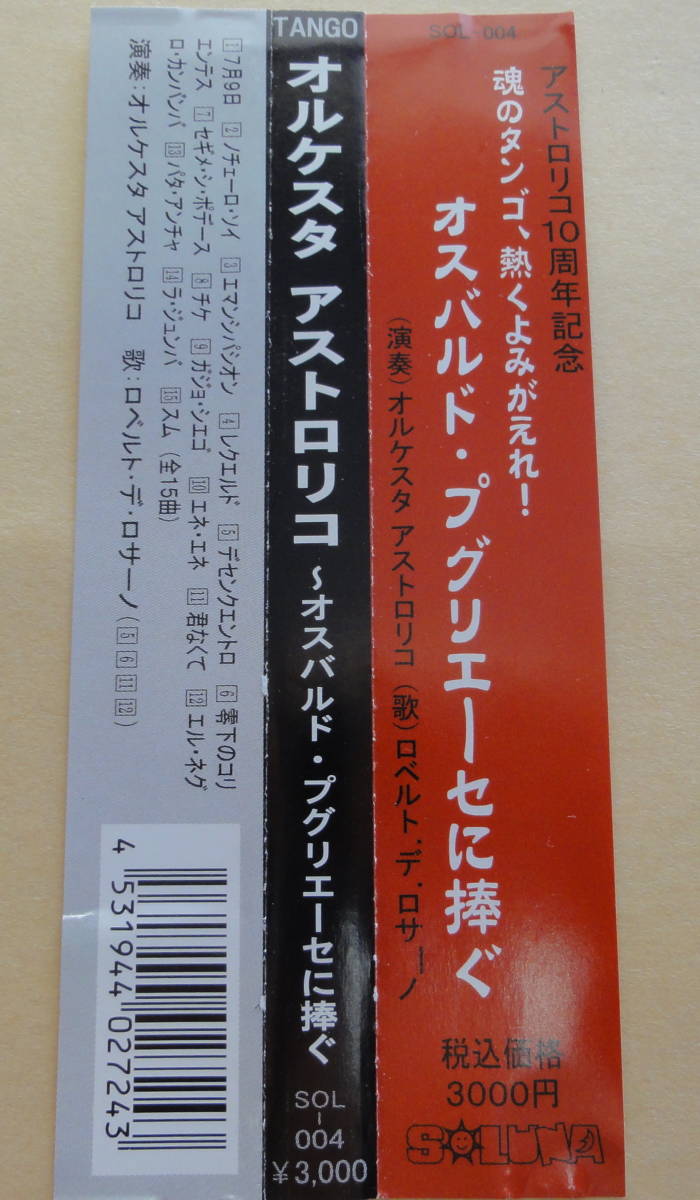 SOL-004
アストロリコ10周年記念
魂のタンゴ、熱くよみがえれ!
オスバルド・プグリエーセに捧ぐ
(演奏)オルケスタ アストロリコ (歌)ロベルト・デ・ロサーノ
税込価格
3000円
SOLUNA
TANGO
オルケスタ アストロリコ 〜オスバルド・プグリエーセに捧ぐ
SOL-004
¥3,000
1 7月9日 2 ノチェーロ・ソイ 3 エマンシパシオン 4 レクエルド 5 デセンクエントロ 6 零下のコリ
エンテス 7 セギメ・シ・ポデース 8 チケ 9 ガジョ・シエゴ 10 エネ・エネ 11 君なくて 12 エル・ネグ
ロ・カンバンバ 13 パタ・アンチャ 14 ラ・ジュンバ 15 スム (全15曲)
演奏:オルケスタ アストロリコ 歌:ロベルト・デ・ロサーノ(5 6 11 12)
4 531944 027243